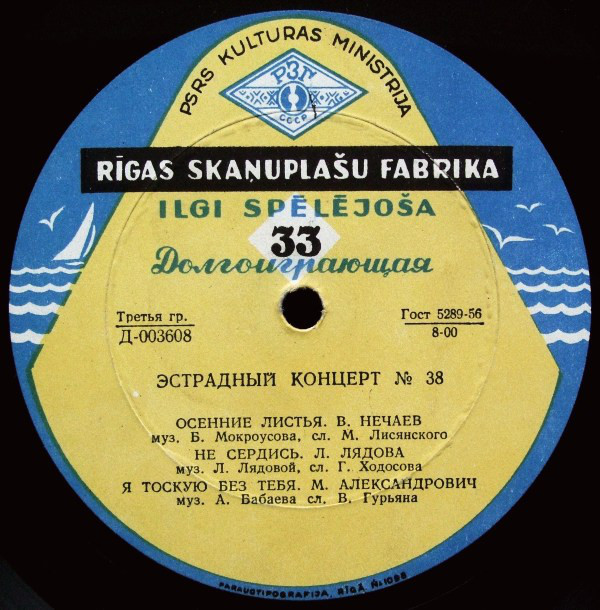 PSRS KULTURAS MINISTRIJA
РЗГ
СССР
RĪGAS SKAŅUPLAŠU FABRIKA
ILGI SPĒLĒJOŠA
33
Долгоиграющая
Третья гр.
Д-003608
Гост 5289-56
8-00
ЭСТРАДНЫЙ КОНЦЕРТ № 38
ОСЕННИЕ ЛИСТЬЯ. В. НЕЧАЕВ
муз. Б. Мокроусова, сл. М. Лисянского
НЕ СЕРДИСЬ. Л. ЛЯДОВА
муз. Л. Лядовой, сл. Г. Ходосова
Я ТОСКУЮ БЕЗ ТЕБЯ. М. АЛЕКСАНДРОВИЧ
муз. А. Бабаева сл. В. Гурьяна
PARAUGTIPOGRAFIJA, RĪGĀ